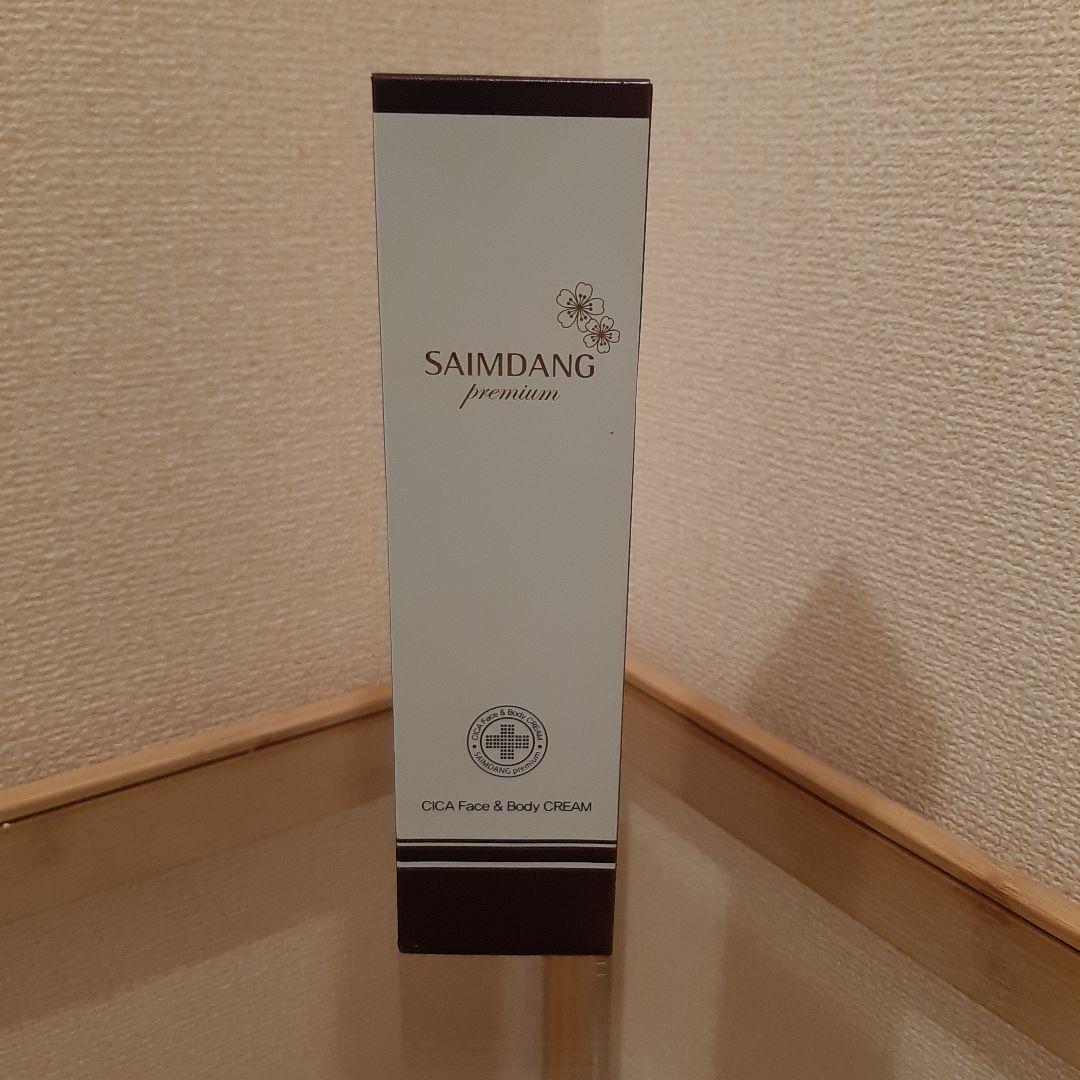 SAIMDANG
premium
CICA Face & Body CREAM
SAIMDANG premium
CICA Face & Body CREAM